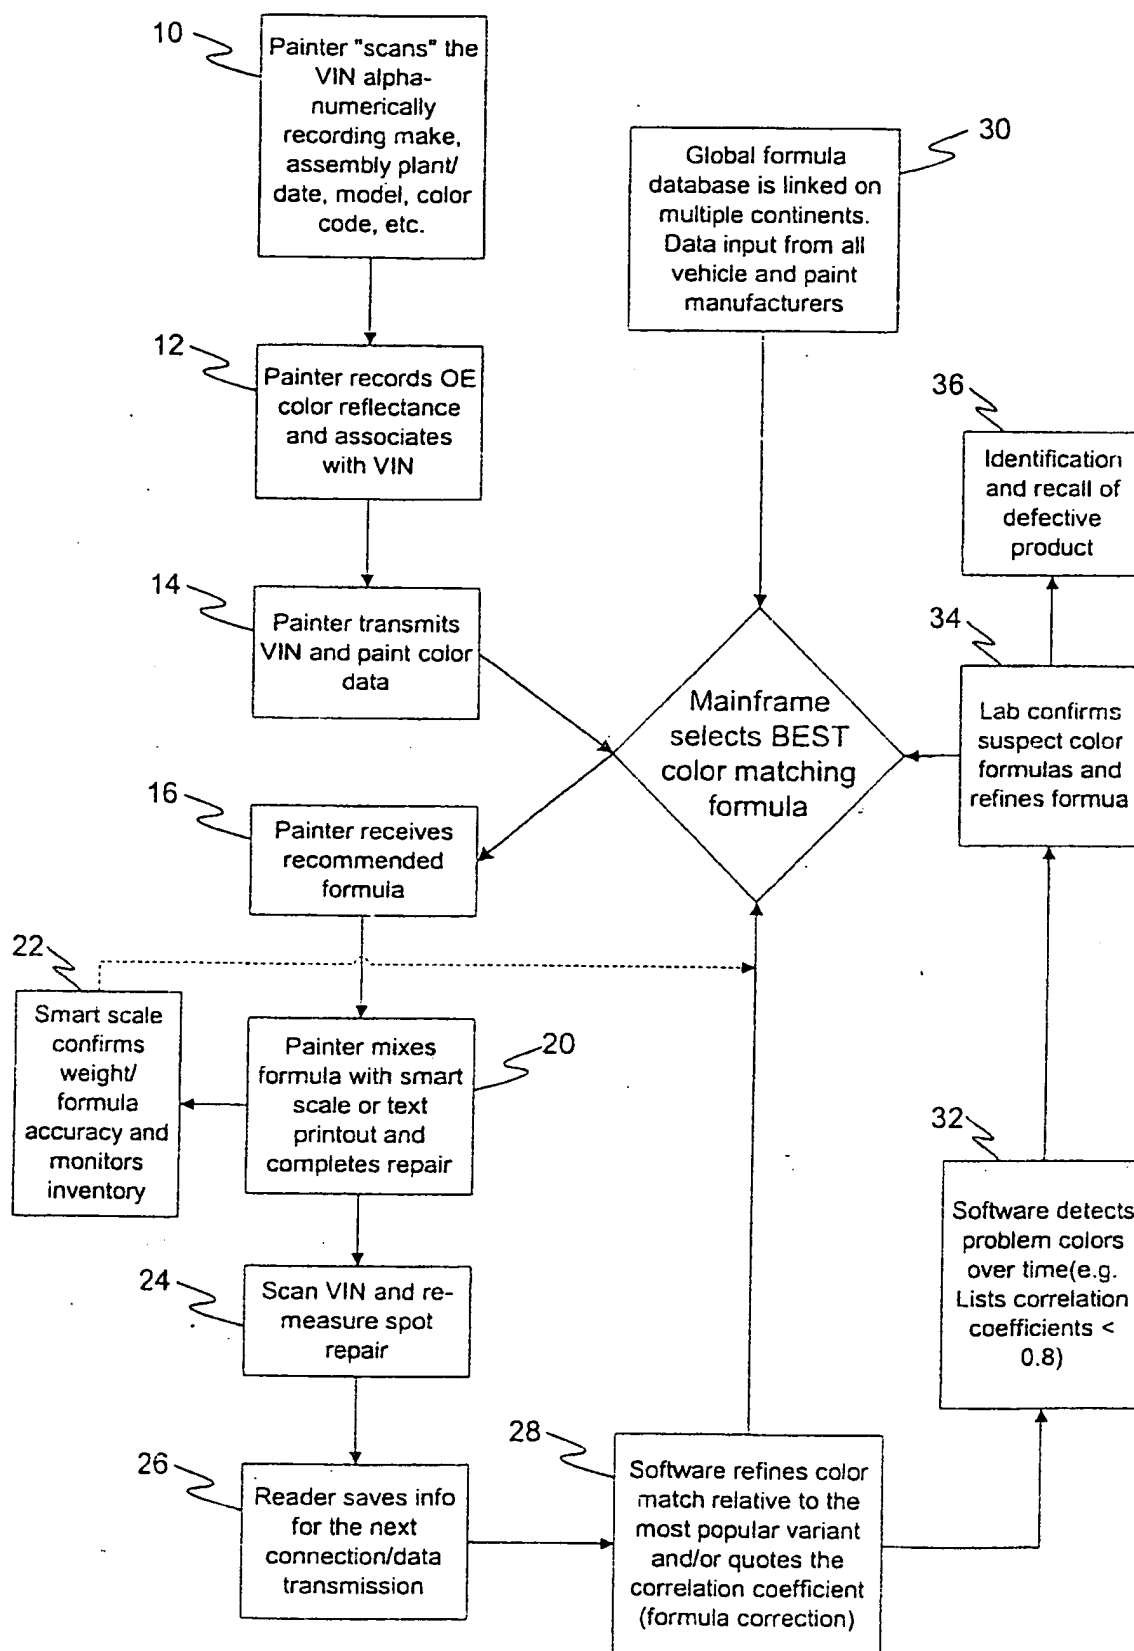 10
Painter "scans" the
VIN alpha-
numerically
recording make,
assembly plant/
date, model, color
code, etc.
30
Global formula
database is linked on
multiple continents.
Data input from all
vehicle and paint
manufacturers
12
Painter records OE
color reflectance
and associates
with VIN
36
Identification
and recall of
defective
product
14
Painter transmits
VIN and paint color
data
Mainframe
selects BEST
color matching
formula
34
Lab confirms
suspect color
formulas and
refines formua
16
Painter receives
recommended
formula
22
Smart scale
confirms
weight/
formula
accuracy and
monitors
inventory
20
Painter mixes
formula with smart
scale or text
printout and
completes repair
32
Software detects
problem colors
over time(e.g.
Lists correlation
coefficients <
0.8)
24
Scan VIN and re-
measure spot
repair
26
Reader saves info
for the next
connection/data
transmission
28
Software refines color
match relative to the
most popular variant
and/or quotes the
correlation coefficient
(formula correction)